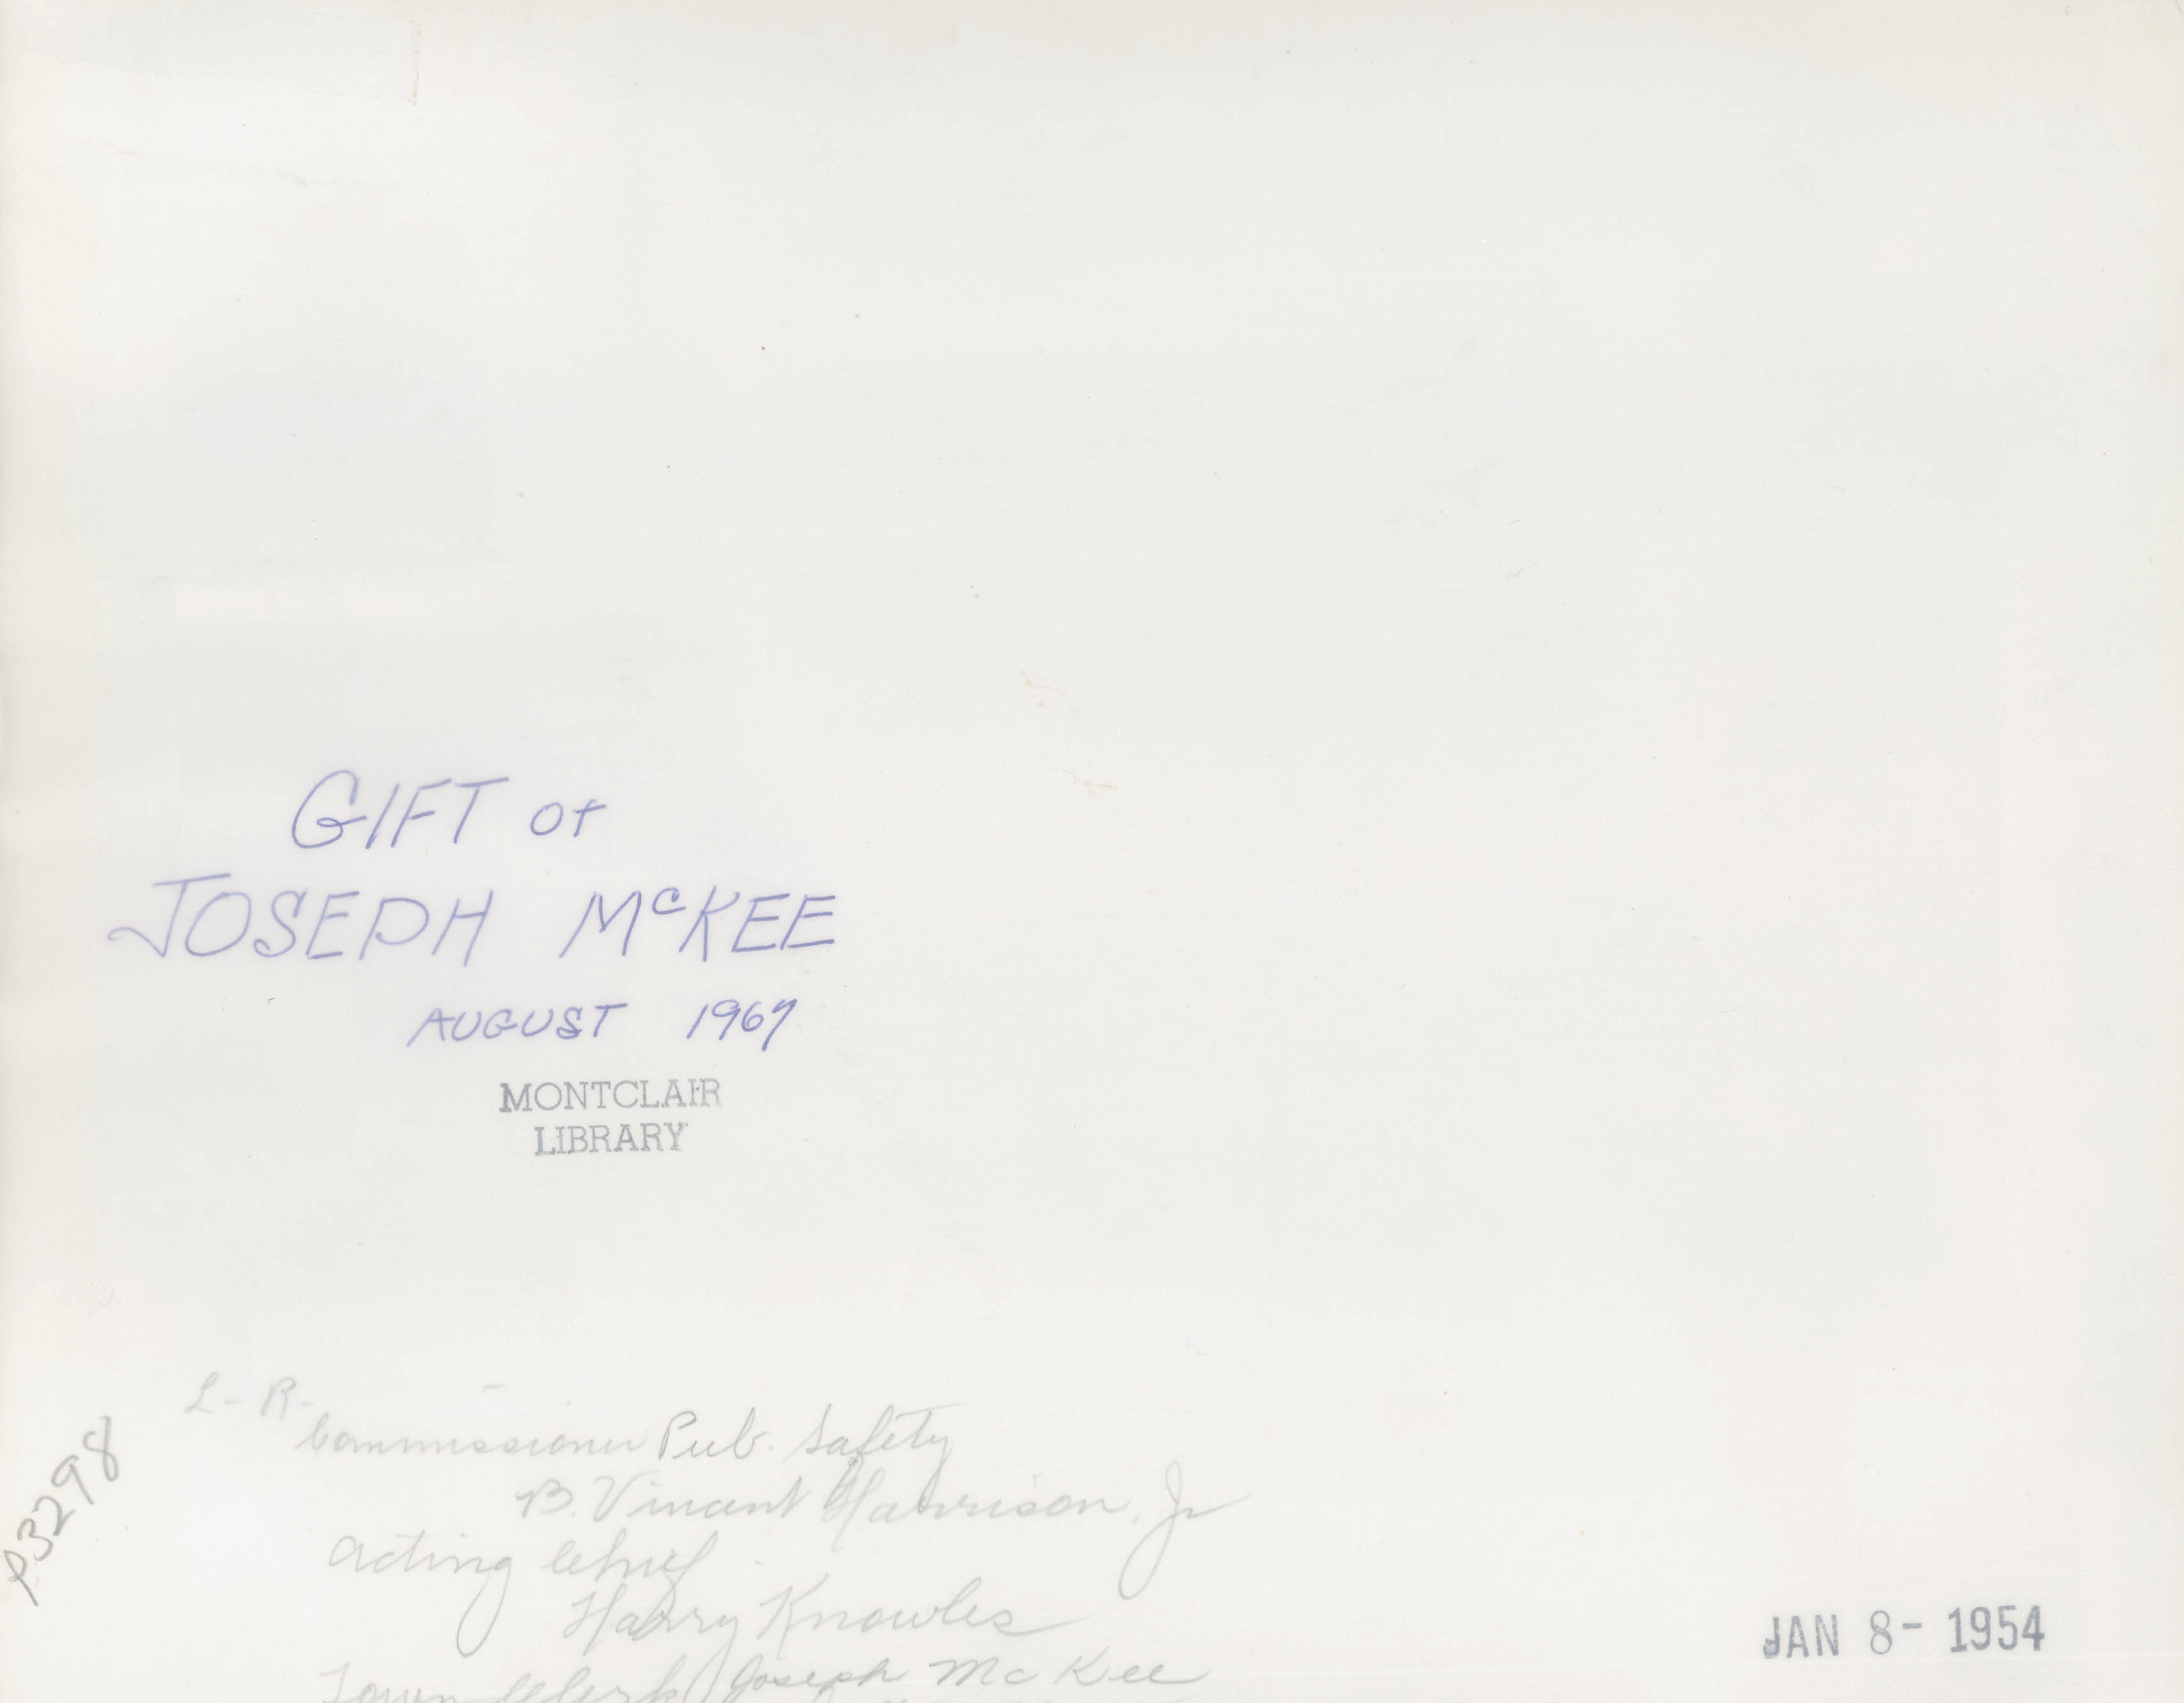 GIFT of
JOSEPH McKEE
AUGUST 1967
MONTCLAIR
LIBRARY
L-R-
Commissioner Pub. Safety
B. Vincent Harrison, Jr
Acting Chief
Harry Knowles
Town Clerk Joseph McKee
P3298
JAN 8- 1954